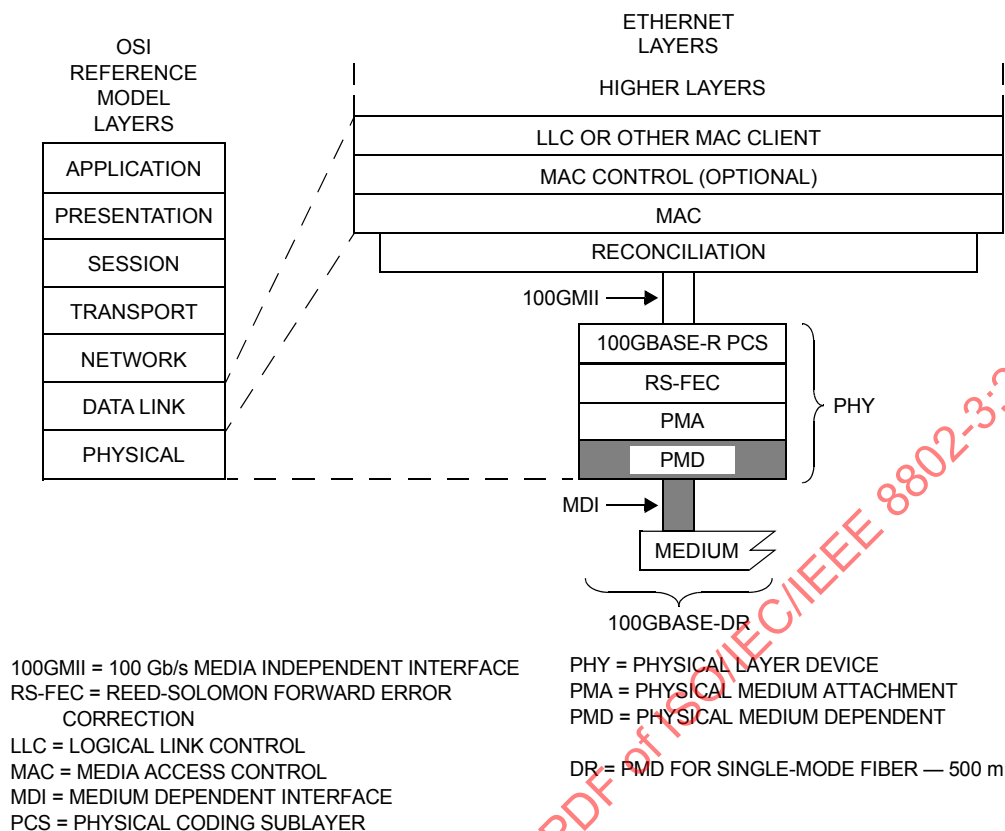 OSI
REFERENCE
MODEL
LAYERS
APPLICATION
PRESENTATION
SESSION
TRANSPORT
NETWORK
DATA LINK
PHYSICAL
ETHERNET
LAYERS
HIGHER LAYERS
LLC OR OTHER MAC CLIENT
MAC CONTROL (OPTIONAL)
MAC
RECONCILIATION
100GMII
100GBASE-R PCS
RS-FEC
PMA
PMD
PHY
MDI
MEDIUM
100GBASE-DR
100GMII = 100 Gb/s MEDIA INDEPENDENT INTERFACE
RS-FEC = REED-SOLOMON FORWARD ERROR
CORRECTION
LLC = LOGICAL LINK CONTROL
MAC = MEDIA ACCESS CONTROL
MDI = MEDIUM DEPENDENT INTERFACE
PCS = PHYSICAL CODING SUBLAYER
PHY = PHYSICAL LAYER DEVICE
PMA = PHYSICAL MEDIUM ATTACHMENT
PMD = PHYSICAL MEDIUM DEPENDENT
DR = PMD FOR SINGLE-MODE FIBER — 500 m
PDF of ISO/IEC/IEEE 8802-3:2